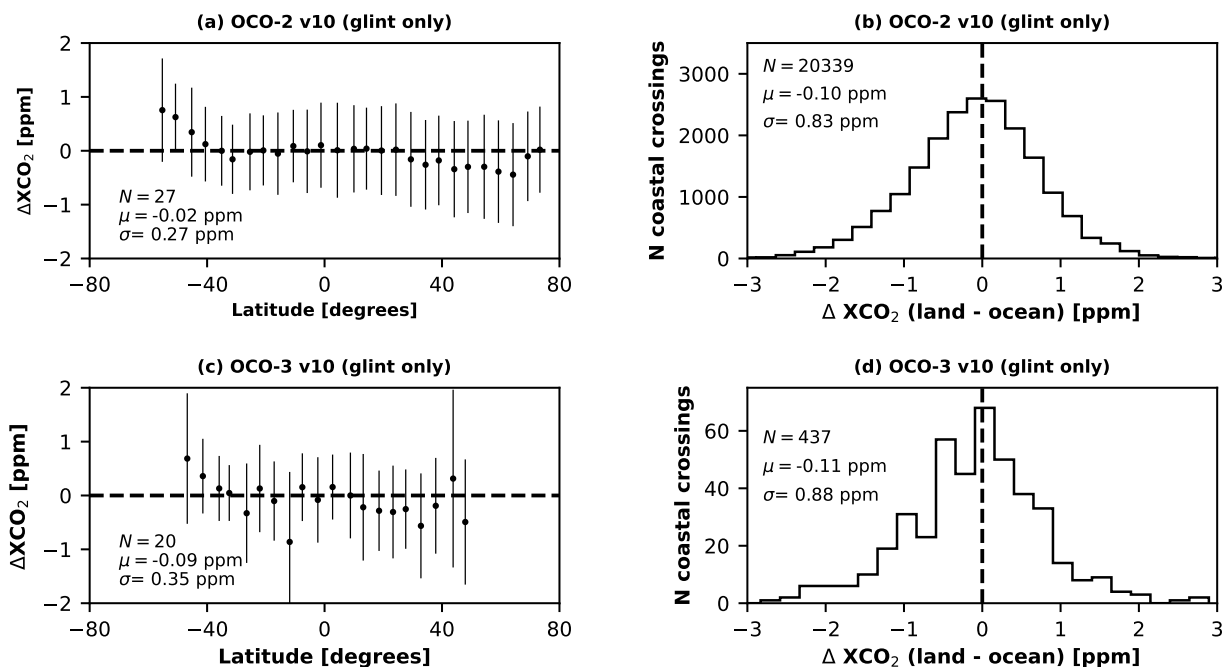 (a) OCO-2 v10 (glint only)
2
1
0
−1
−2
ΔXCO₂ [ppm]
N = 27
μ = -0.02 ppm
σ= 0.27 ppm
−80
−40
0
40
80
Latitude [degrees]
(b) OCO-2 v10 (glint only)
3000
2000
1000
0
N coastal crossings
N = 20339
μ = -0.10 ppm
σ= 0.83 ppm
−3
−2
−1
0
1
2
3
Δ XCO₂ (land - ocean) [ppm]
(c) OCO-3 v10 (glint only)
2
1
0
−1
−2
ΔXCO₂ [ppm]
N = 20
μ = -0.09 ppm
σ= 0.35 ppm
−80
−40
0
40
80
Latitude [degrees]
(d) OCO-3 v10 (glint only)
60
40
20
0
N coastal crossings
N = 437
μ = -0.11 ppm
σ= 0.88 ppm
−3
−2
−1
0
1
2
3
Δ XCO₂ (land - ocean) [ppm]